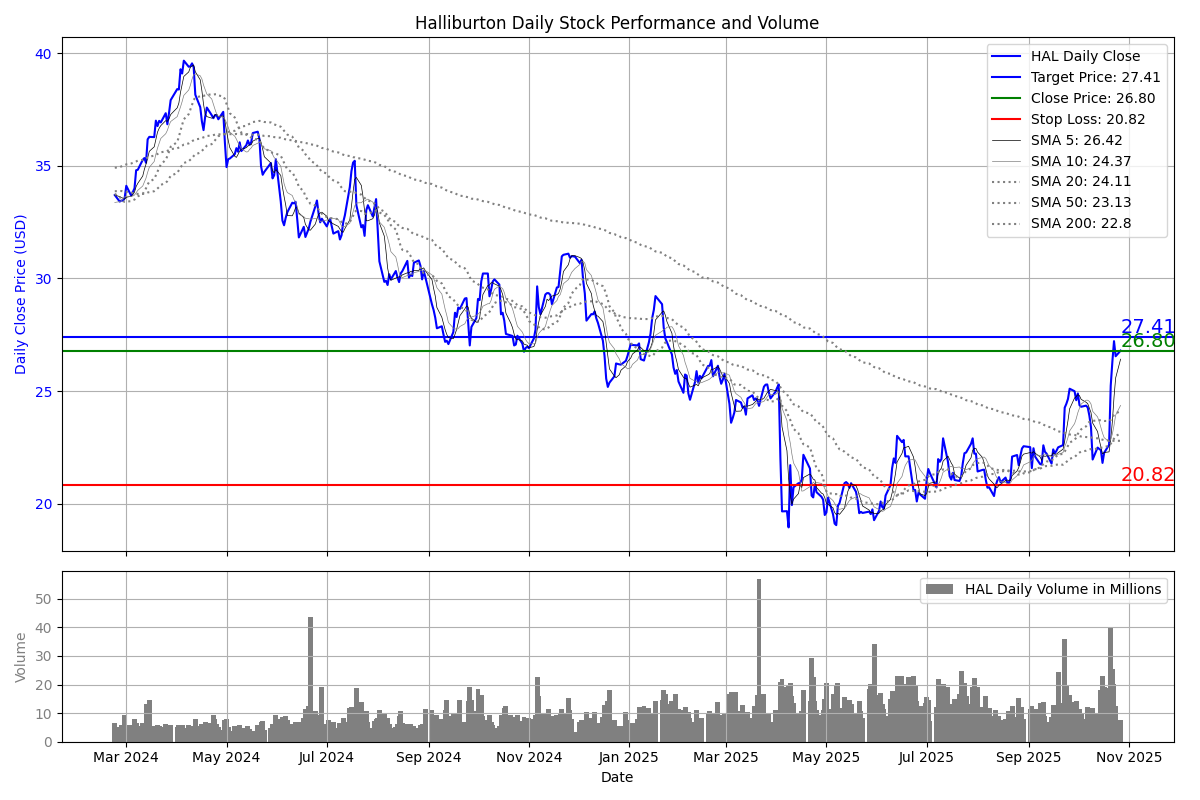 Halliburton Daily Stock Performance and Volume
Daily Close Price (USD)
40
35
30
25
20
HAL Daily Close
Target Price: 27.41
Close Price: 26.80
Stop Loss: 20.82
SMA 5: 26.42
SMA 10: 24.37
SMA 20: 24.11
SMA 50: 23.13
SMA 200: 22.8
27.41
26.80
20.82
Volume
50
40
30
20
10
0
HAL Daily Volume in Millions
Mar 2024 May 2024 Jul 2024 Sep 2024 Nov 2024 Jan 2025 Mar 2025 May 2025 Jul 2025 Sep 2025 Nov 2025
Date